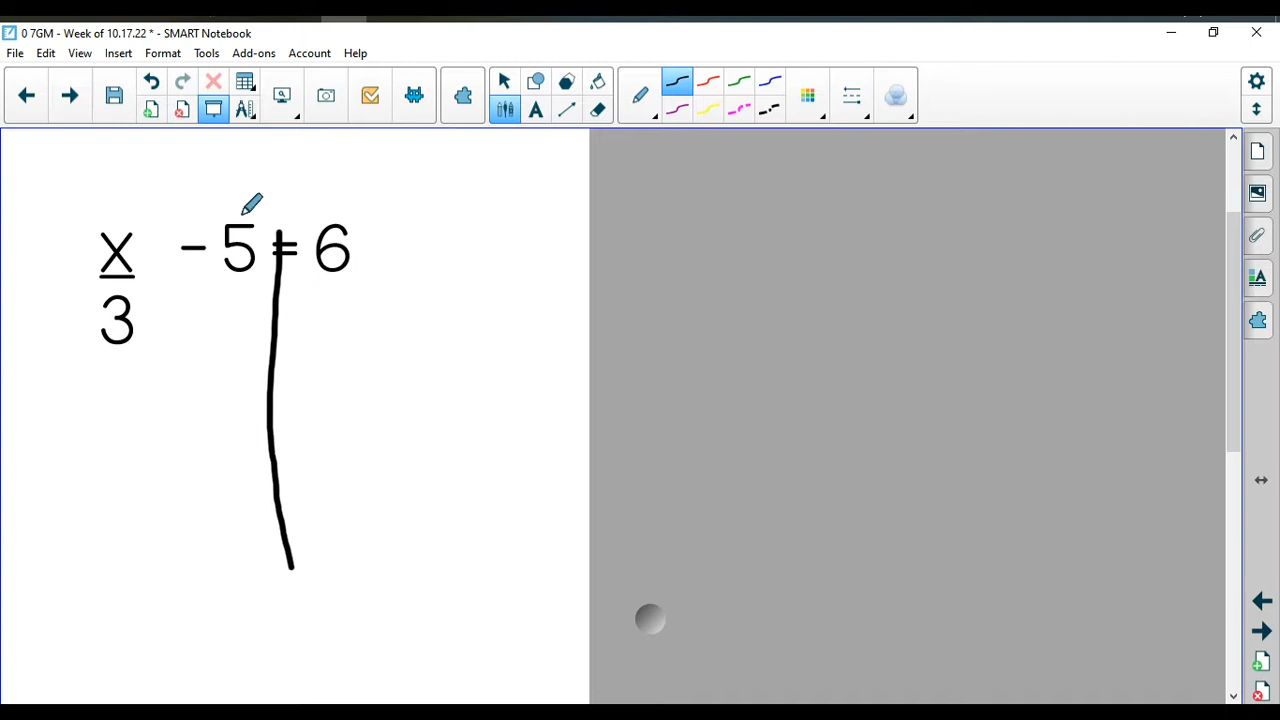 0 7GM - Week of 10.17.22 * - SMART Notebook
File Edit View Insert Format Tools Add-ons Account Help
x - 5 = 6
3